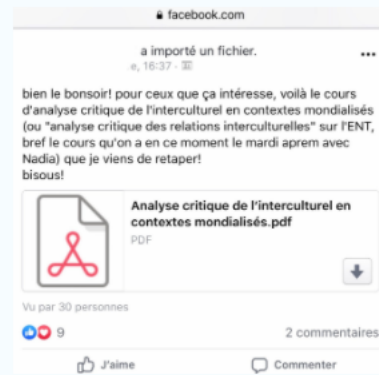 facebook.com
a importé un fichier.
e, 16:37 ·
bien le bonsoir! pour ceux que ça intéresse, voilà le cours
d'analyse critique de l'interculturel en contextes mondialisés
(ou "analyse critique des relations interculturelles" sur l'ENT,
bref le cours qu'on a en ce moment le mardi aprem avec
Nadia) que je viens de retaper!
bisous!
Analyse critique de l'interculturel en
contextes mondialisés.pdf
PDF
Vu par 30 personnes
9 2 commentaires
J'aime Commenter